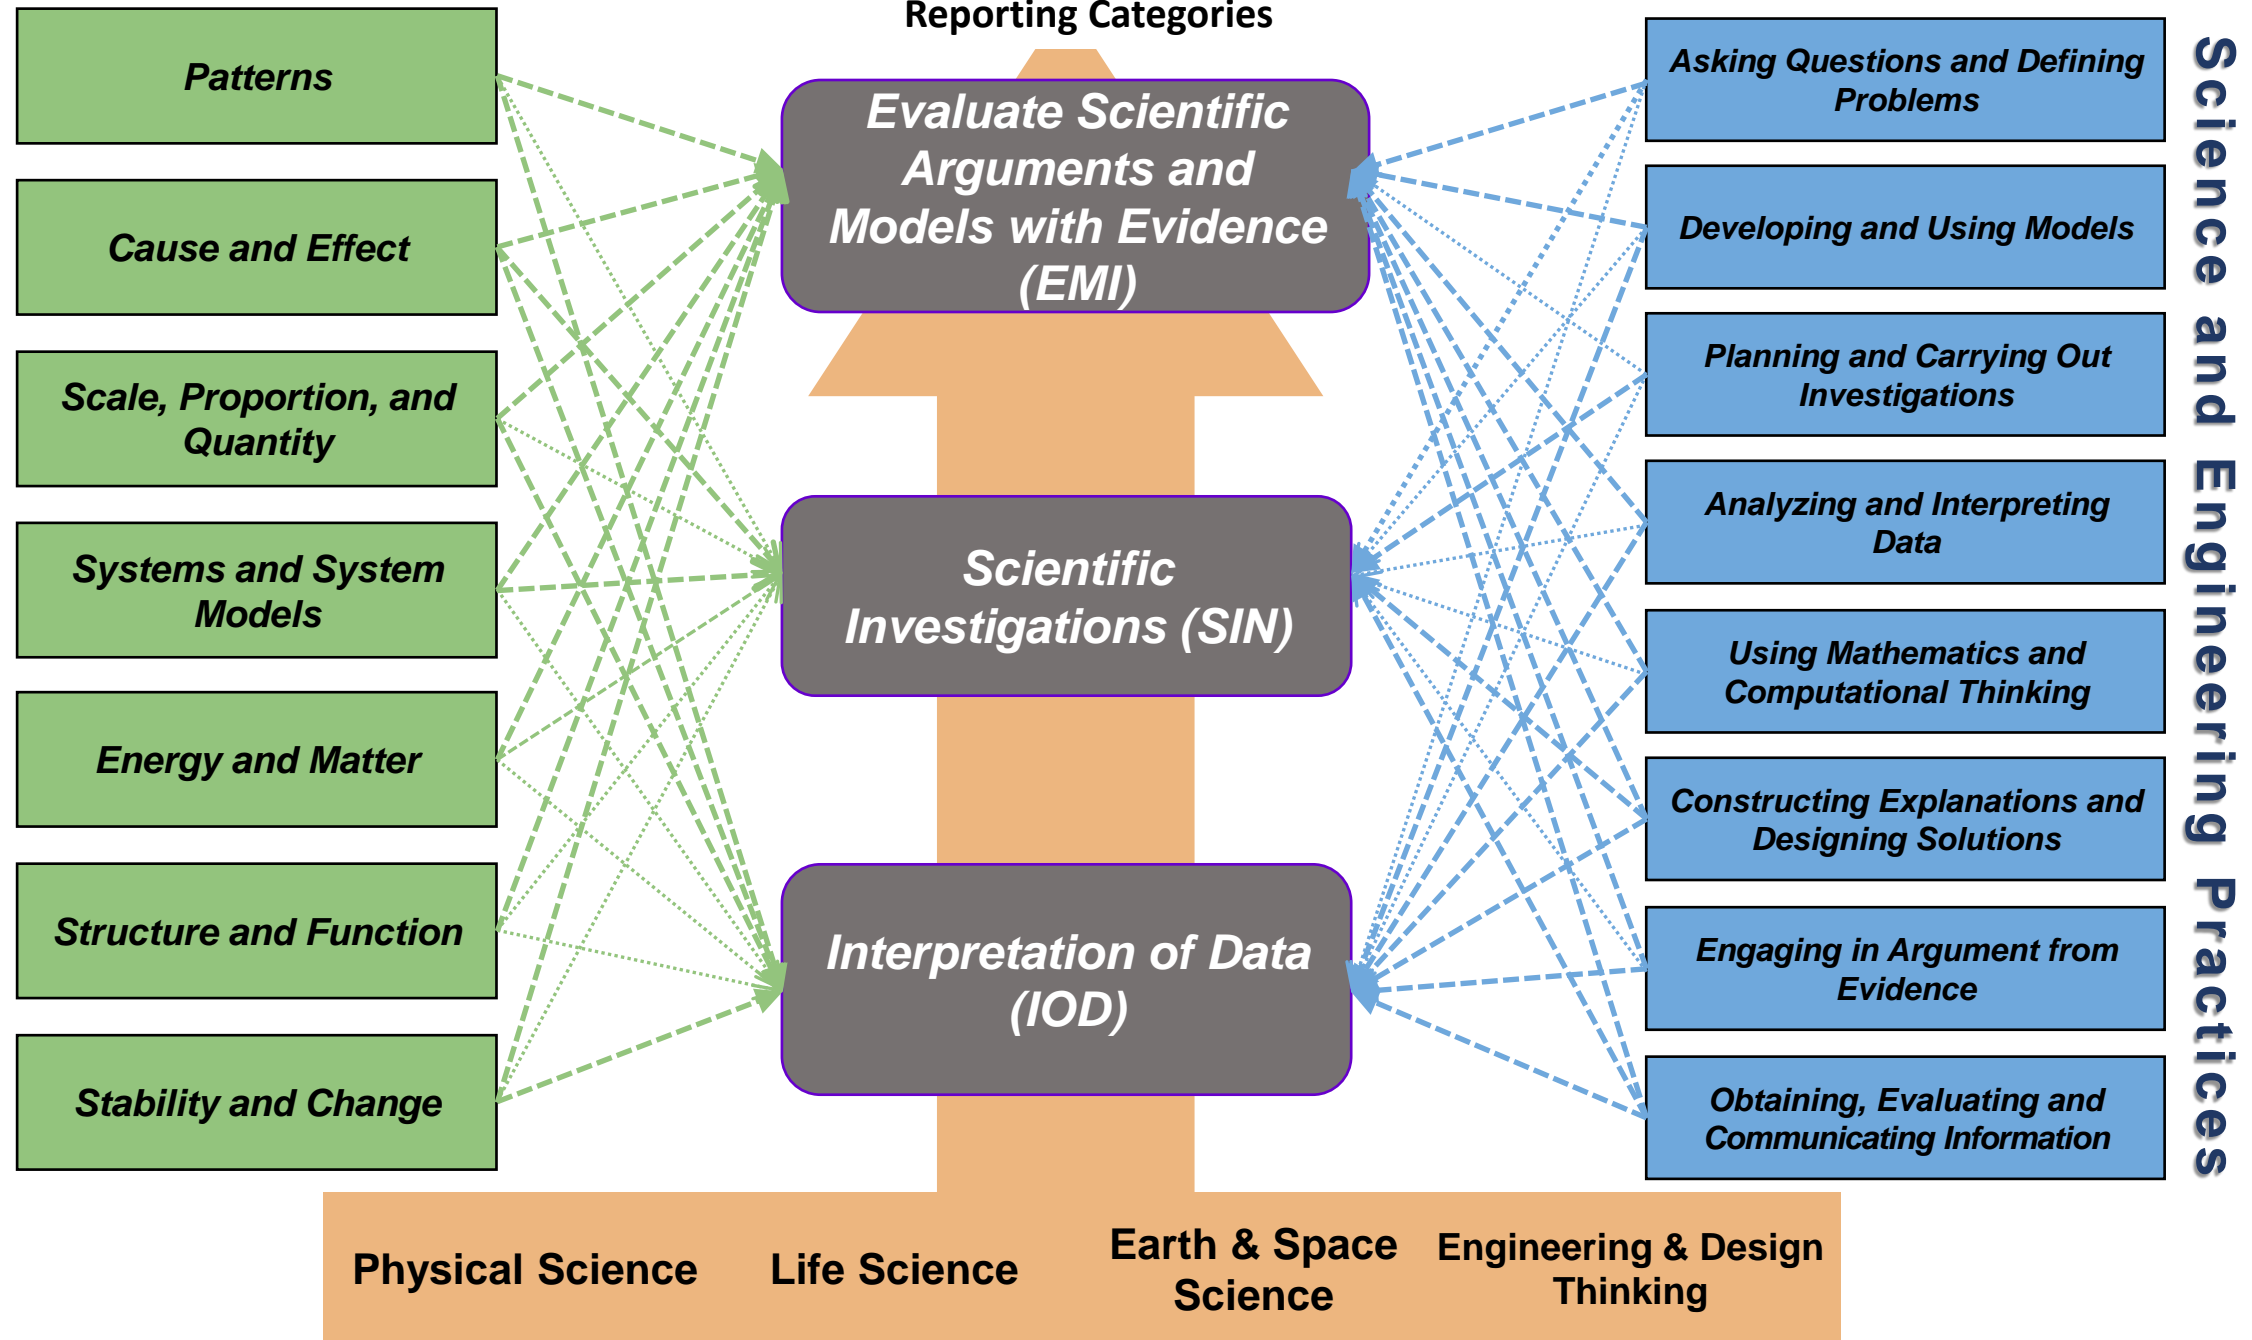 Reporting Categories
Patterns
Cause and Effect
Scale, Proportion, and
Quantity
Systems and System
Models
Energy and Matter
Structure and Function
Stability and Change
Evaluate Scientific
Arguments and
Models with Evidence
(EMI)
Scientific
Investigations (SIN)
Interpretation of Data
(IOD)
Asking Questions and Defining
Problems
Developing and Using Models
Planning and Carrying Out
Investigations
Analyzing and Interpreting
Data
Using Mathematics and
Computational Thinking
Constructing Explanations and
Designing Solutions
Engaging in Argument from
Evidence
Obtaining, Evaluating and
Communicating Information
Science and Engineering Practices
Physical Science
Life Science
Earth & Space
Science
Engineering & Design
Thinking